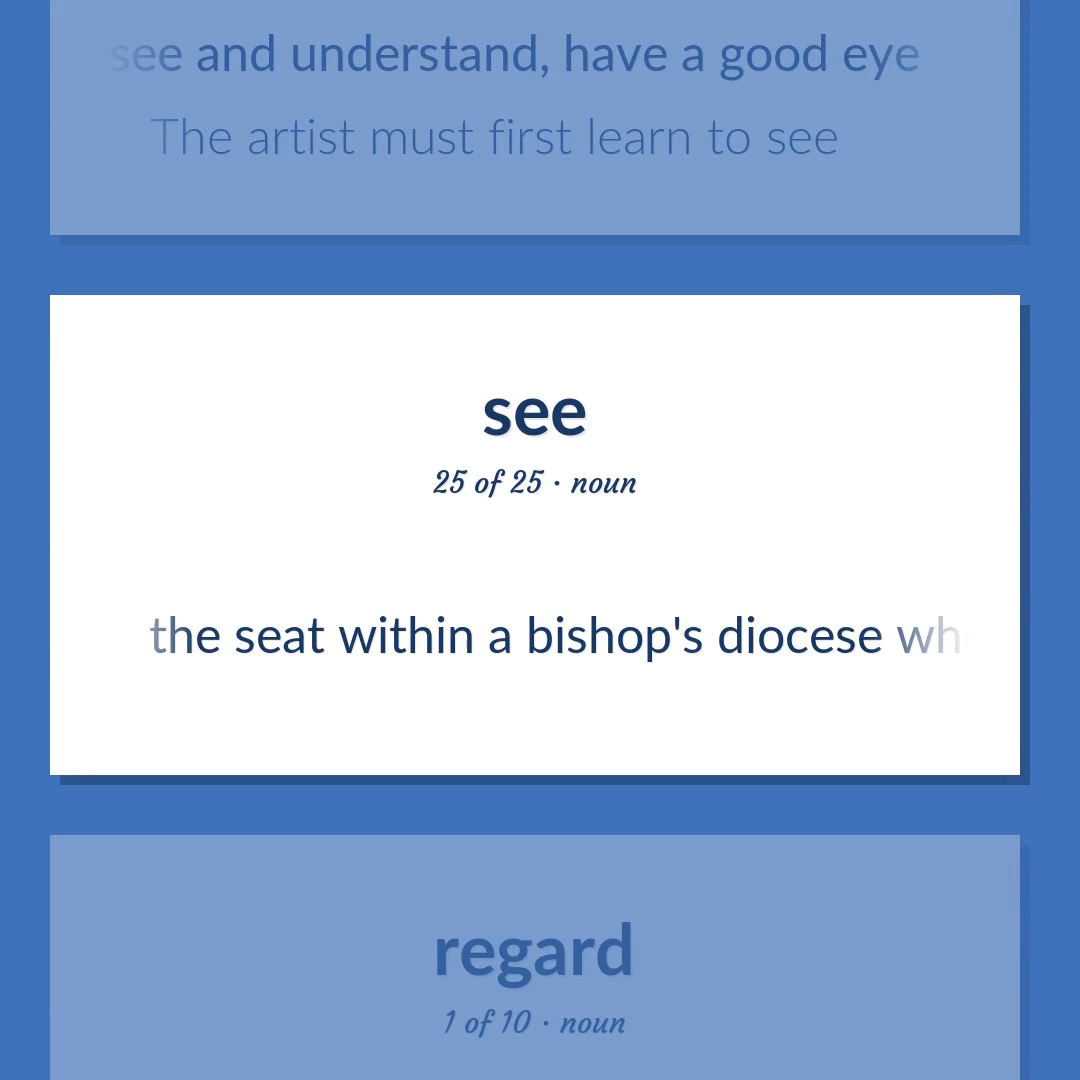 see and understand, have a good eye
The artist must first learn to see
see
25 of 25 · noun
the seat within a bishop's diocese
regard
1 of 10 · noun